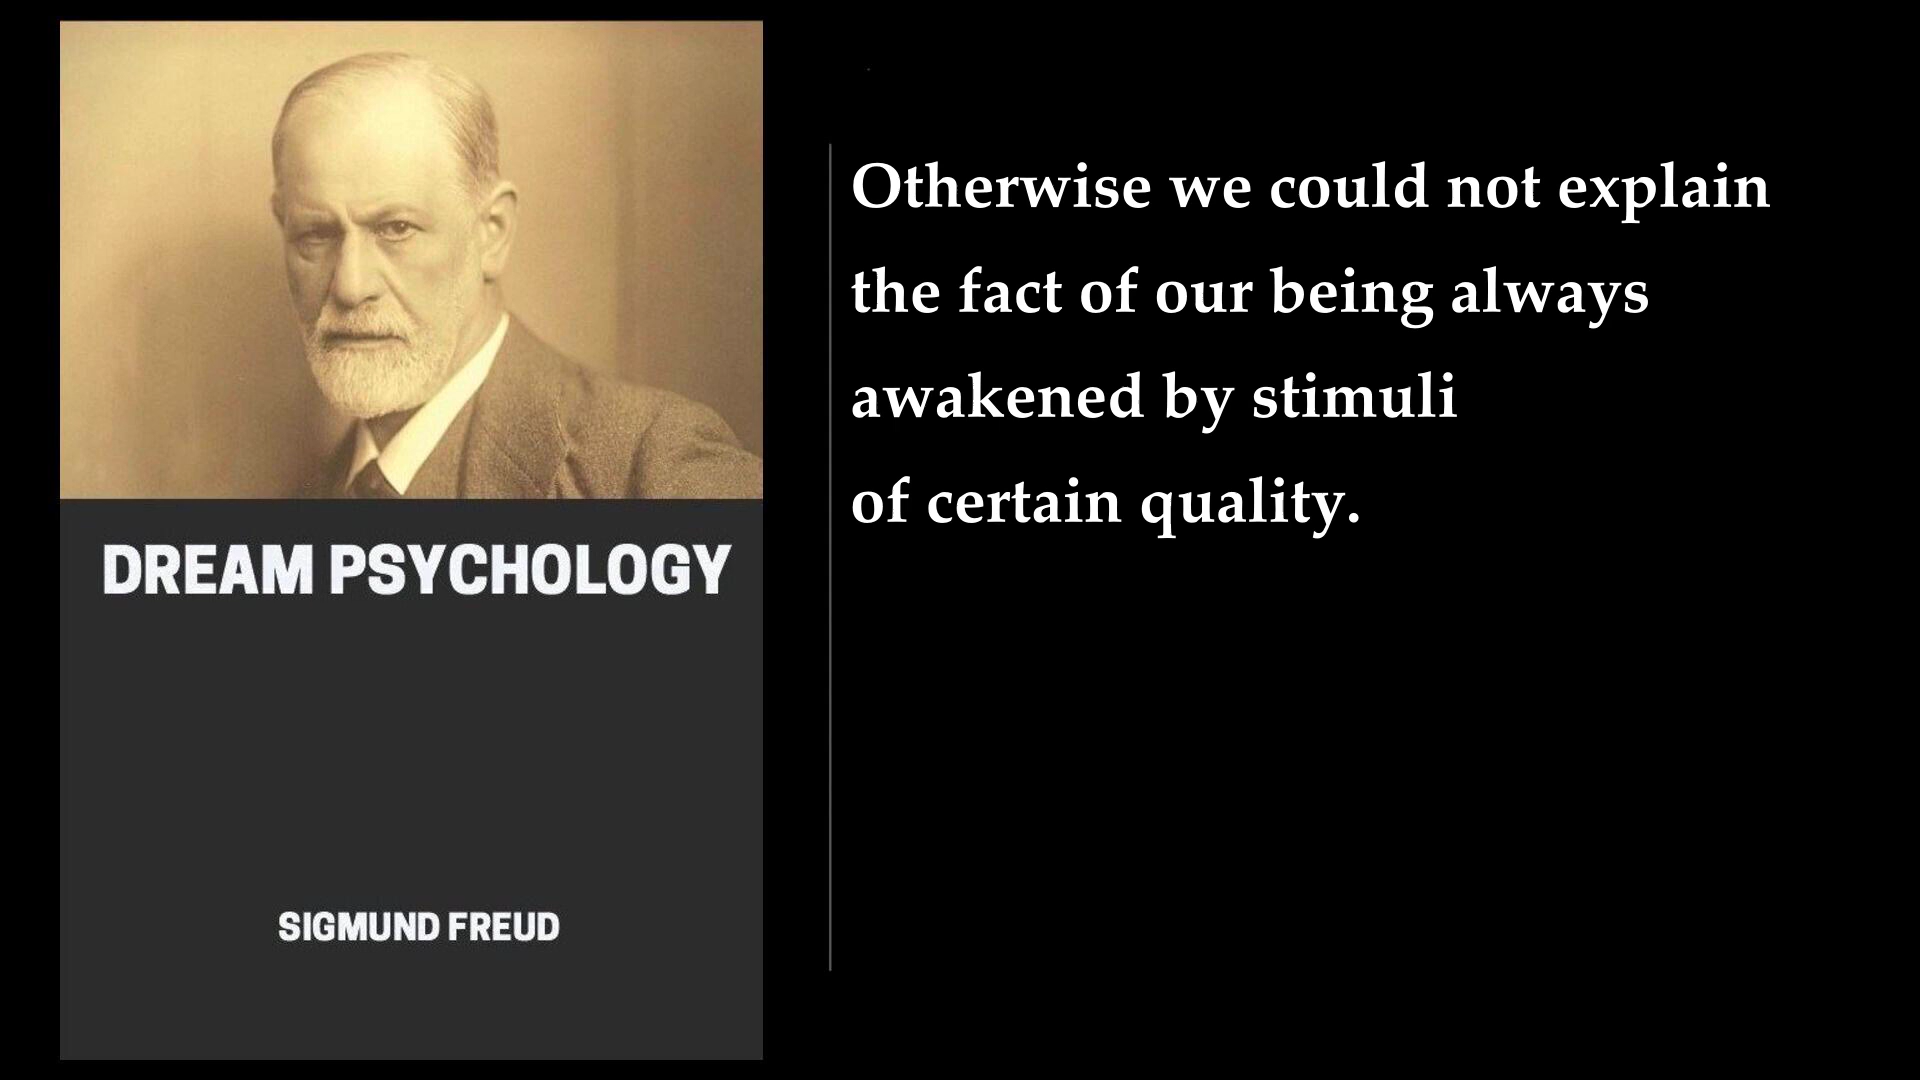 DREAM PSYCHOLOGY
SIGMUND FREUD
Otherwise we could not explain
the fact of our being always
awakened by stimuli
of certain quality.